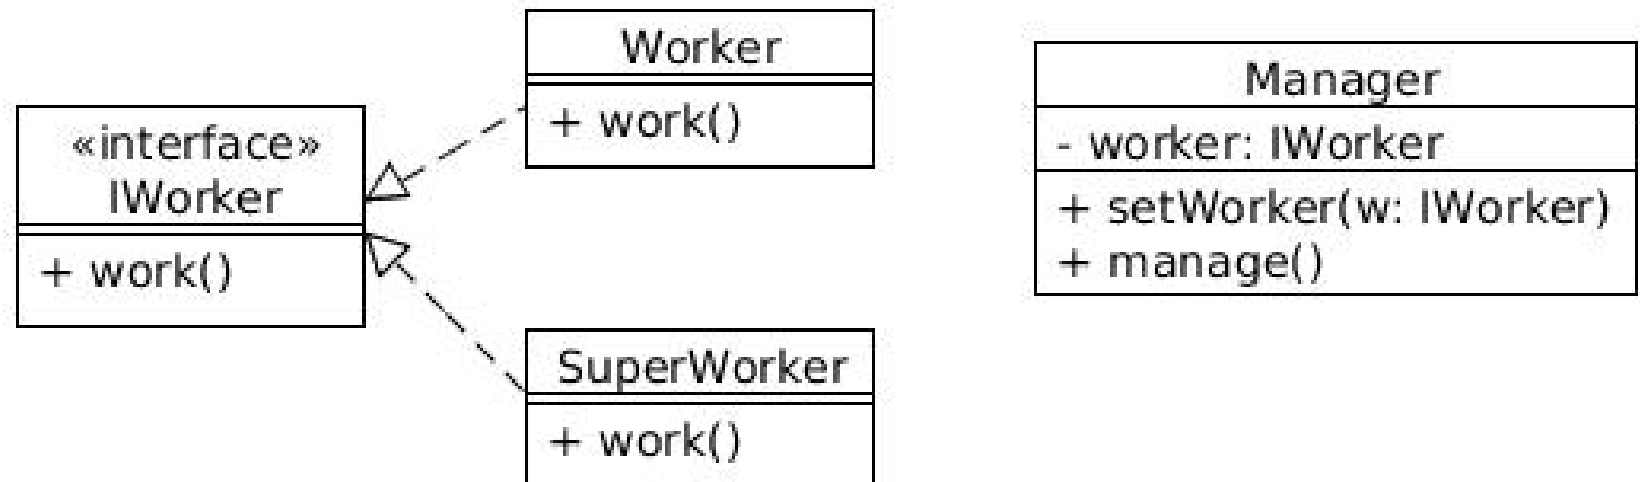 «interface»
IWorker
+ work()
Worker
+ work()
SuperWorker
+ work()
Manager
- worker: IWorker
+ setWorker(w: IWorker)
+ manage()